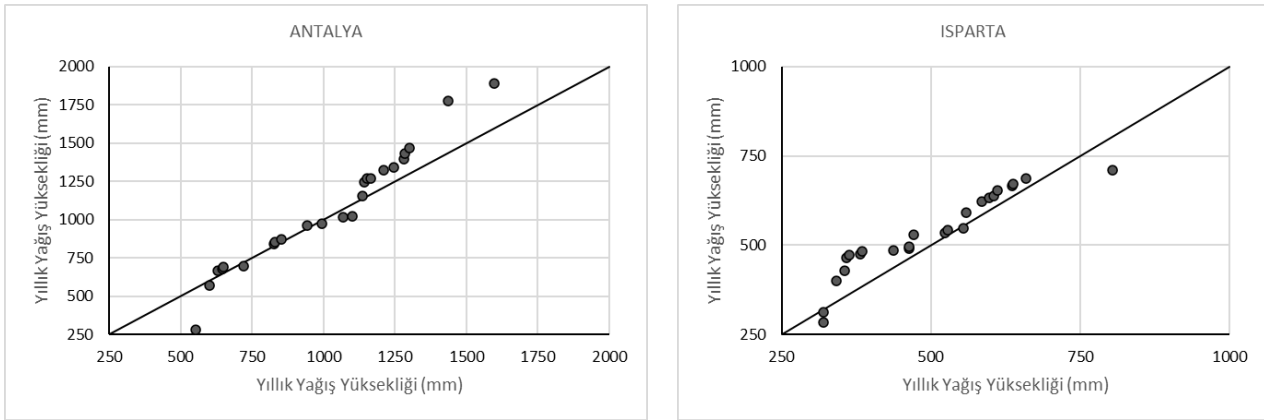 ANTALYA
2000
1750
1500
1250
1000
750
500
250
Yıllık Yağış Yüksekliği (mm)
250 500 750 1000 1250 1500 1750 2000
Yıllık Yağış Yüksekliği (mm)
ISPARTA
1000
750
500
250
Yıllık Yağış Yüksekliği (mm)
250 500 750 1000
Yıllık Yağış Yüksekliği (mm)